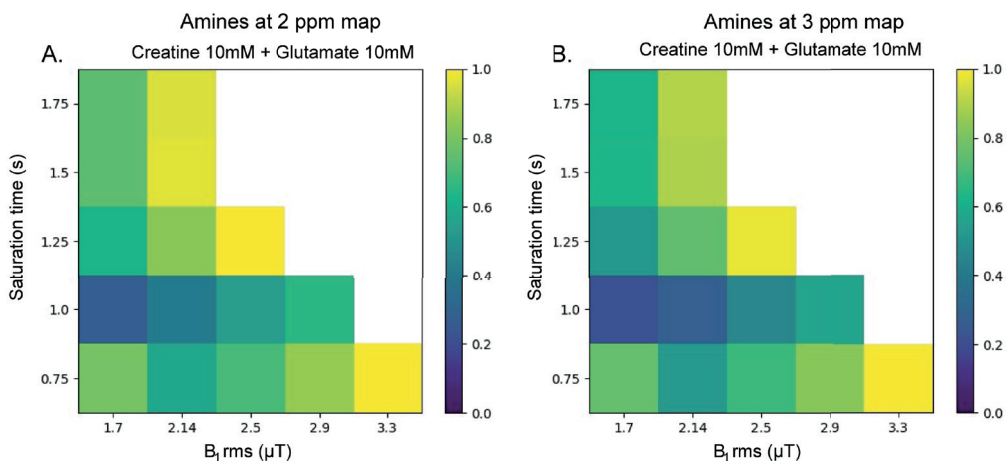 Amines at 2 ppm map
A.
Creatine 10mM + Glutamate 10mM
Saturation time (s)
1.75
1.5
1.25
1.0
0.75
1.7 2.14 2.5 2.9 3.3
B1rms (μT)
1.0
0.8
0.6
0.4
0.2
0.0
Amines at 3 ppm map
B.
Creatine 10mM + Glutamate 10mM
Saturation time (s)
1.75
1.5
1.25
1.0
0.75
1.7 2.14 2.5 2.9 3.3
B1rms (μT)
1.0
0.8
0.6
0.4
0.2
0.0